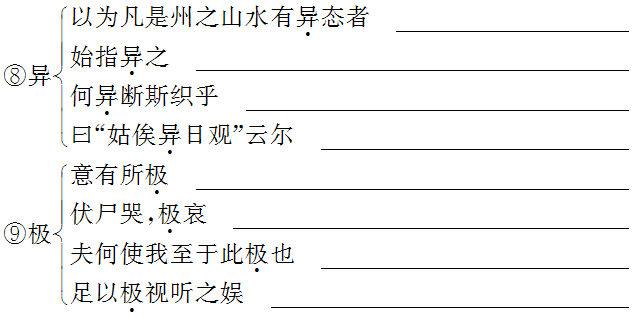 ⑧异
以为凡是州之山水有异态者
始指异之
何异断斯织乎
曰“姑俟异日观”云尔
⑨极
意有所极
伏尸哭，极哀
夫何使我至于此极也
足以极视听之娱